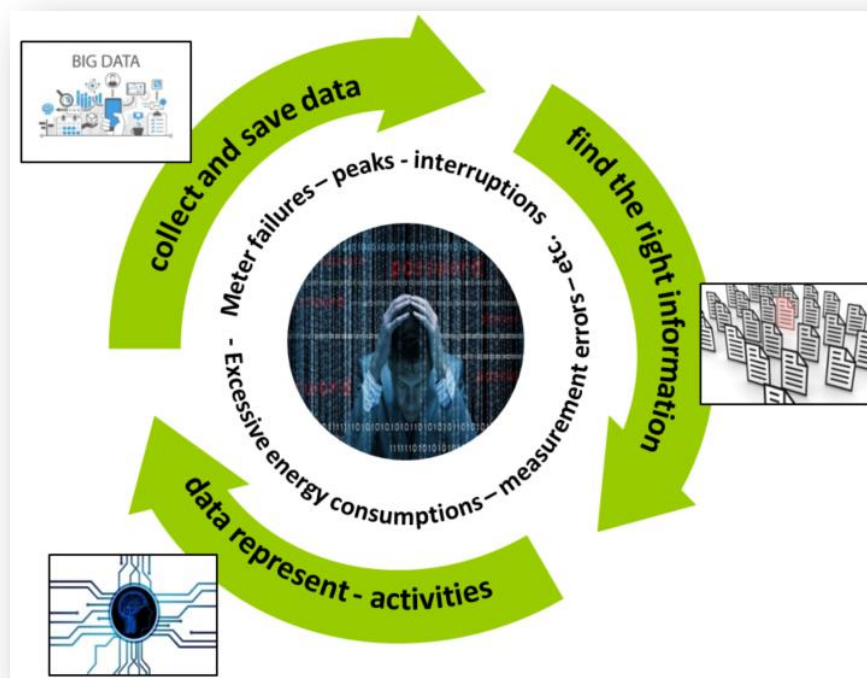 BIG DATA
collect and save data
find the right information
data represent - activities
Meter failures – peaks - interruptions
- Excessive energy consumptions – measurement errors – etc.
password